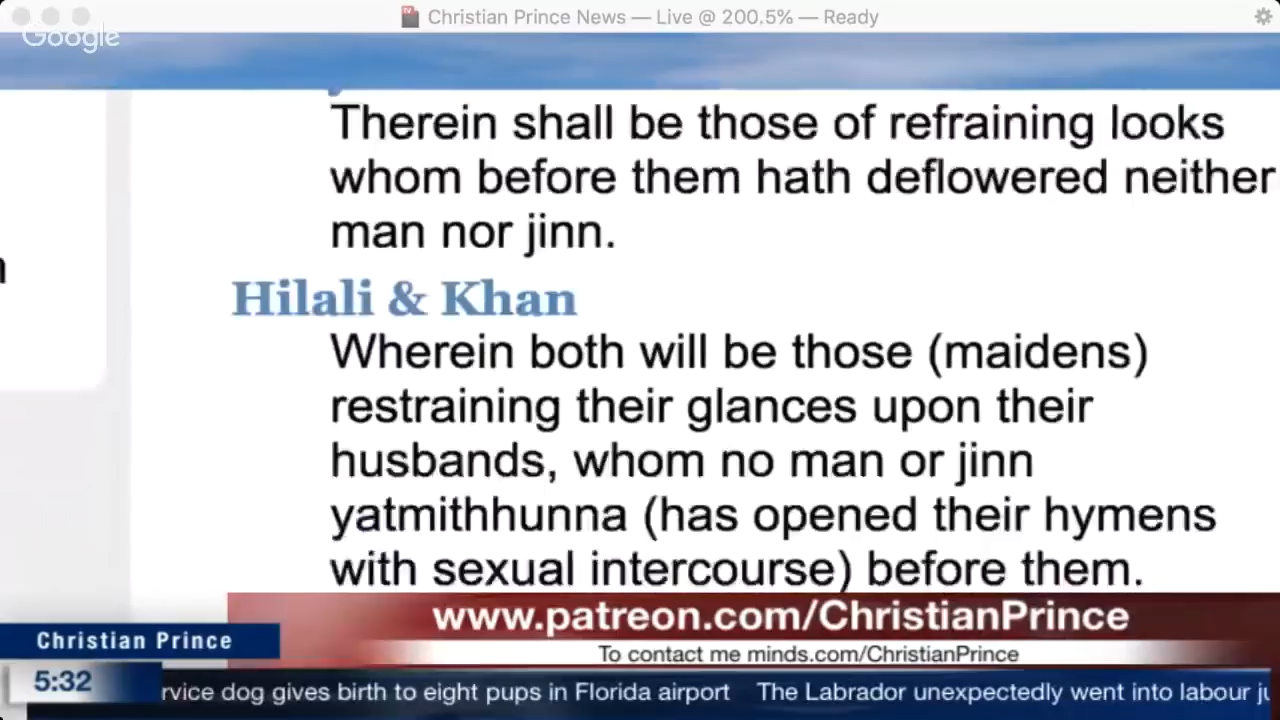 Christian Prince News — Live @ 200.5% — Ready
Google
Therein shall be those of refraining looks
whom before them hath deflowered neither
man nor jinn.
Hilali & Khan
Wherein both will be those (maidens)
restraining their glances upon their
husbands, whom no man or jinn
yatmithhunna (has opened their hymens
with sexual intercourse) before them.
www.patreon.com/ChristianPrince
To contact me minds.com/ChristianPrince
Christian Prince
5:32
rvice dog gives birth to eight pups in Florida airport The Labrador unexpectedly went into labour